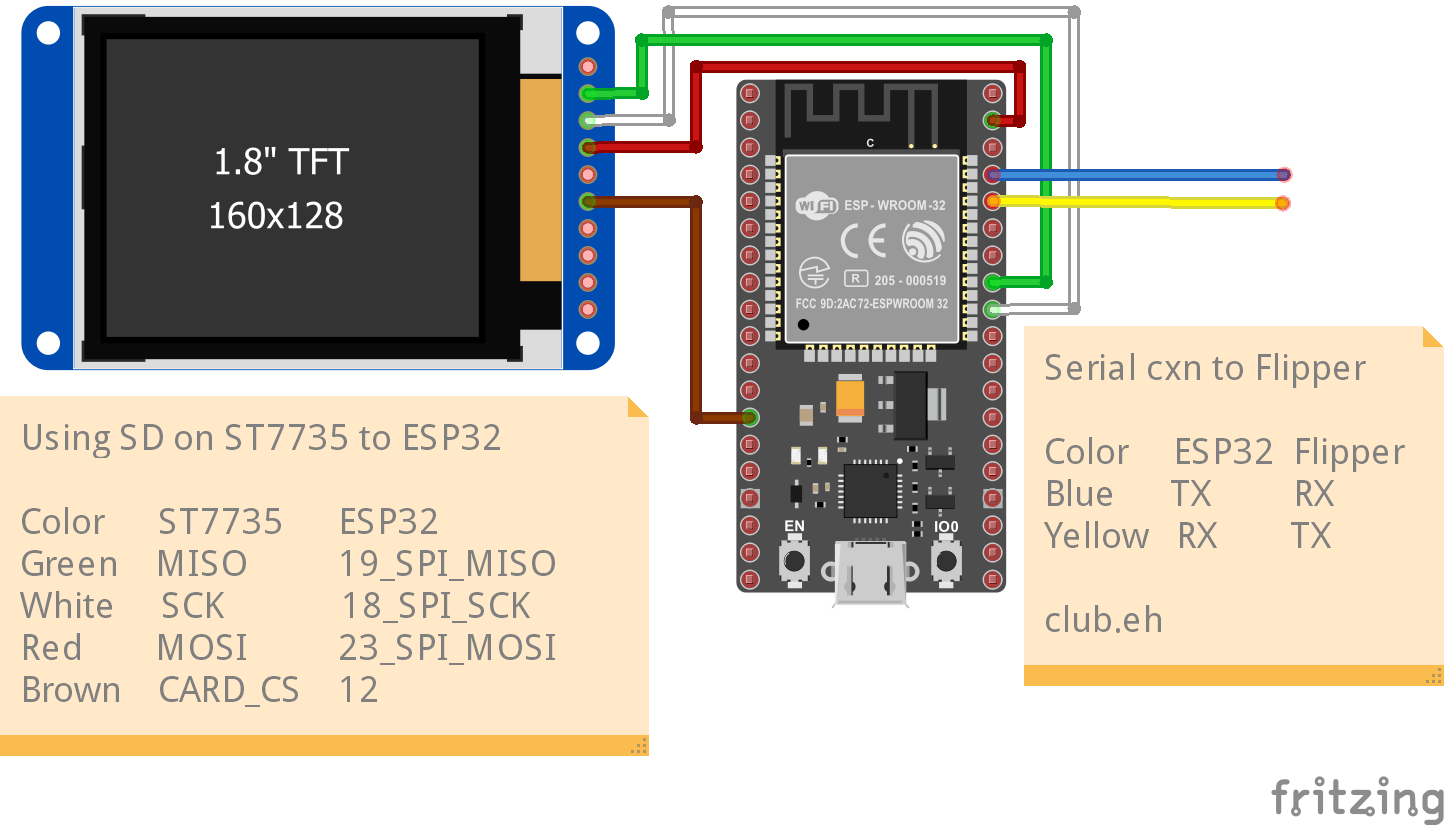 1.8" TFT
160x128
C
WiFi ESP - WROOM-32
CE
R 205 - 000519
FCC 9D:2AC72-ESPWROOM 32
EN
IO0
Using SD on ST7735 to ESP32
Color ST7735 ESP32
Green MISO 19_SPI_MISO
White SCK 18_SPI_SCK
Red MOSI 23_SPI_MOSI
Brown CARD_CS 12
Serial cxn to Flipper
Color ESP32 Flipper
Blue TX RX
Yellow RX TX
club.eh
fritzing